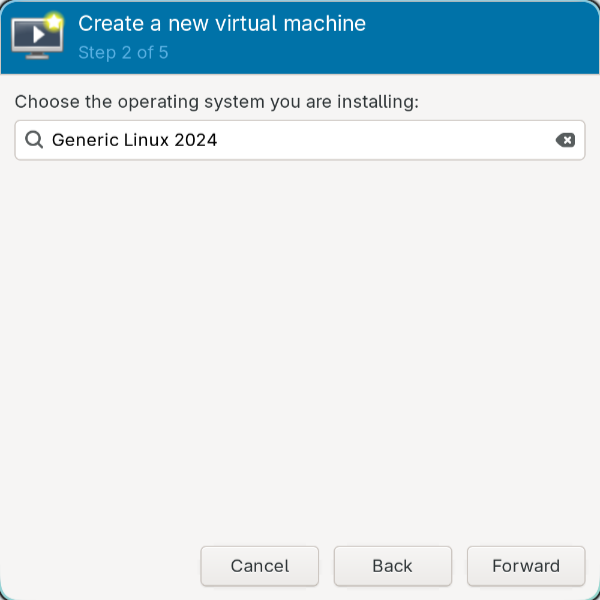 Create a new virtual machine
Step 2 of 5
Choose the operating system you are installing:
Generic Linux 2024
Cancel Back Forward